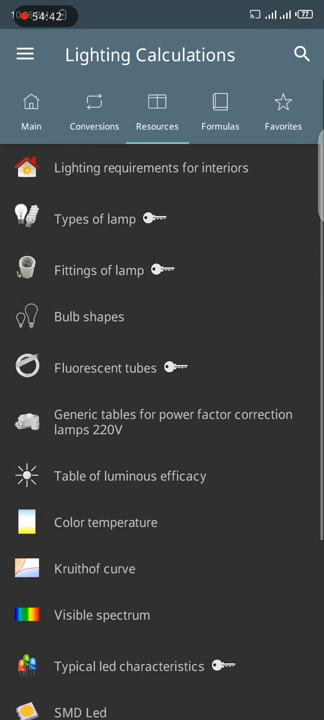 54:42
77
Lighting Calculations
Main
Conversions
Resources
Formulas
Favorites
Lighting requirements for interiors
Types of lamp
Fittings of lamp
Bulb shapes
Fluorescent tubes
Generic tables for power factor correction
lamps 220V
Table of luminous efficacy
Color temperature
Kruithof curve
Visible spectrum
Typical led characteristics
SMD Led